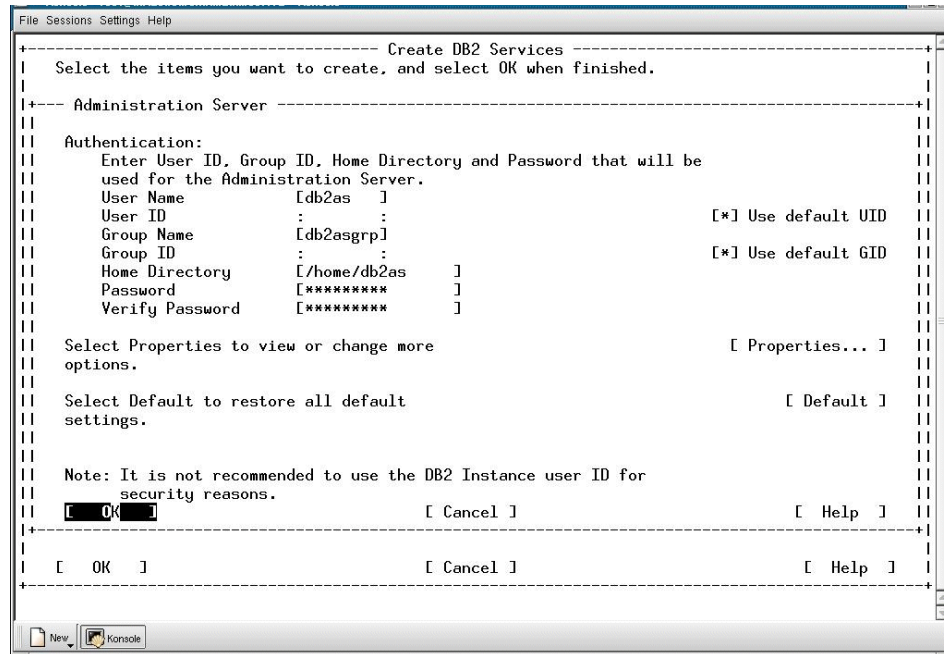 File Sessions Settings Help
Create DB2 Services
Select the items you want to create, and select OK when finished.
Administration Server
Authentication:
Enter User ID, Group ID, Home Directory and Password that will be
used for the Administration Server.
User Name [db2as ]
User ID : : [*] Use default UID
Group Name [db2asgrp]
Group ID : : [*] Use default GID
Home Directory [/home/db2as ]
Password [********* ]
Verify Password [********* ]
Select Properties to view or change more [ Properties... ]
options.
Select Default to restore all default [ Default ]
settings.
Note: It is not recommended to use the DB2 Instance user ID for
security reasons.
[ OK ] [ Cancel ] [ Help ]
[ OK ] [ Cancel ] [ Help ]
New Konsole